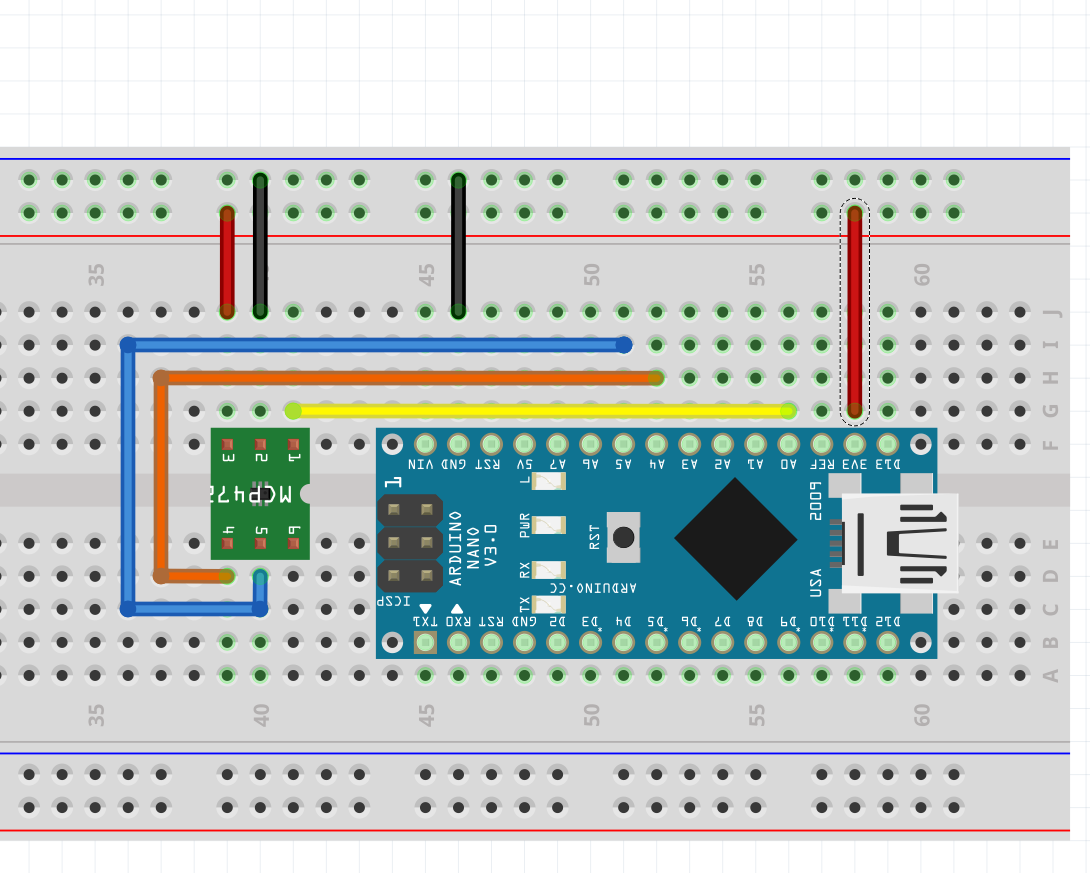 35 45 50 55 60
J
I
H
G
F
3 2 1
VIN GND RST 5V A7 A6 A5 A4 A3 A2 A1 A0 REF 3V3 D13
MCP472
4 5 6
1
ICSP
ARDUINO
NANO
V3.0
L
PWR
RX
TX
RST
ARDUINO.CC
2009
USA
TX1 RX0 RST GND D2 D3* D4 D5* D6* D7 D8 D9* D10* D11* D12
E
D
C
B
A
35 40 45 50 55 60